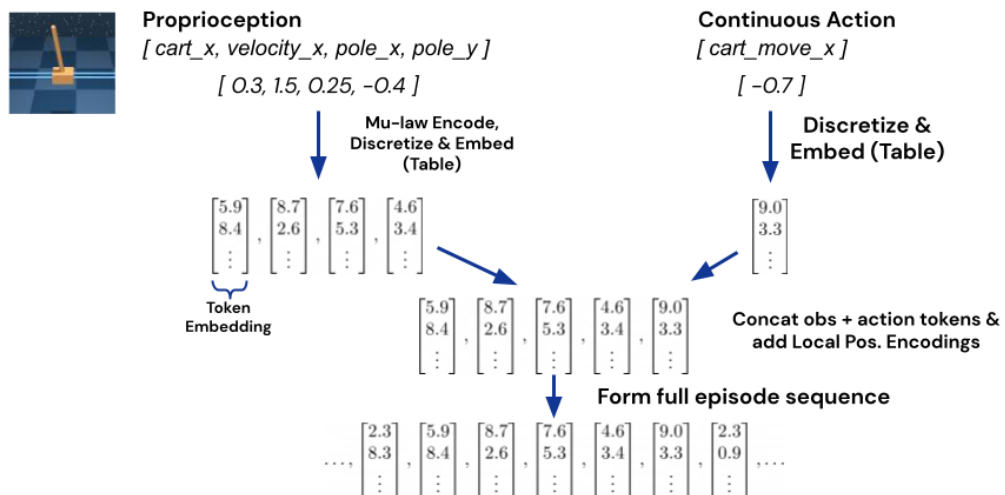 Proprioception
[ cart_x, velocity_x, pole_x, pole_y ]
[ 0.3, 1.5, 0.25, -0.4 ]
Mu-law Encode,
Discretize & Embed
(Table)
Continuous Action
[ cart_move_x ]
[ -0.7 ]
Discretize &
Embed (Table)
5.9 8.7 7.6 4.6
8.4 , 2.6 , 5.3 , 3.4
⋮ ⋮ ⋮ ⋮
Token
Embedding
9.0
3.3
⋮
5.9 8.7 7.6 4.6 9.0
8.4 , 2.6 , 5.3 , 3.4 , 3.3
⋮ ⋮ ⋮ ⋮ ⋮
Concat obs + action tokens &
add Local Pos. Encodings
Form full episode sequence
2.3 5.9 8.7 7.6 4.6 9.0 2.3
..., 8.3 , 8.4 , 2.6 , 5.3 , 3.4 , 3.3 , 0.9 , ...
⋮ ⋮ ⋮ ⋮ ⋮ ⋮ ⋮